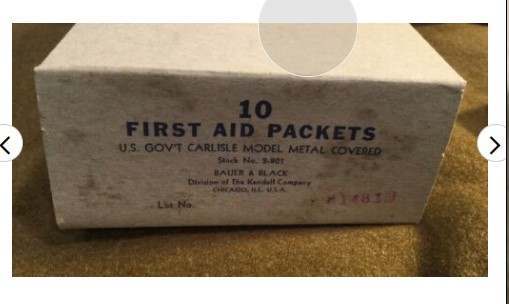 10
FIRST AID PACKETS
U.S. GOV'T CARLISLE MODEL METAL COVERED
Stock No. 2-901
BAUER & BLACK
Division of The Kendall Company
CHICAGO, ILL. U.S.A.
Lot No.